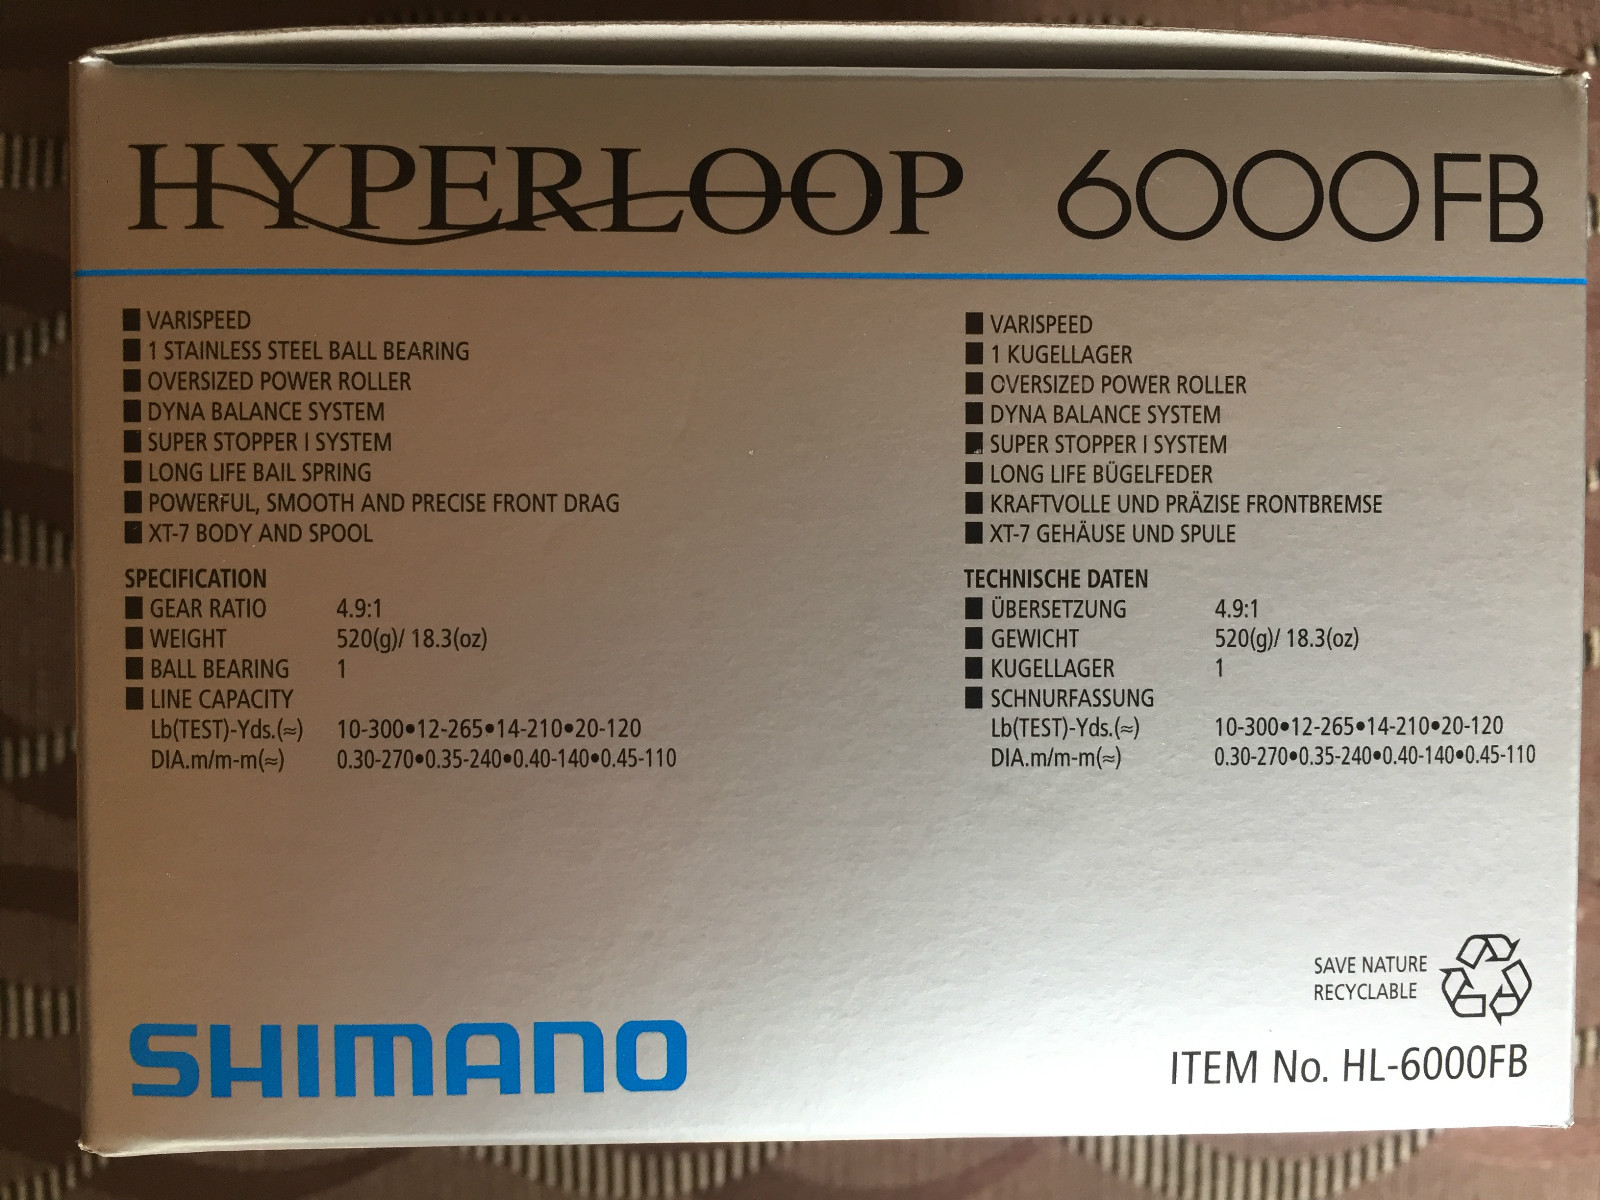 HYPERLOOP 6000FB
■ VARISPEED
■ 1 STAINLESS STEEL BALL BEARING
■ OVERSIZED POWER ROLLER
■ DYNA BALANCE SYSTEM
■ SUPER STOPPER I SYSTEM
■ LONG LIFE BAIL SPRING
■ POWERFUL, SMOOTH AND PRECISE FRONT DRAG
■ XT-7 BODY AND SPOOL
SPECIFICATION
■ GEAR RATIO 4.9:1
■ WEIGHT 520(g)/ 18.3(oz)
■ BALL BEARING 1
■ LINE CAPACITY
Lb(TEST)-Yds.(≈) 10-300•12-265•14-210•20-120
DIA.m/m-m(≈) 0.30-270•0.35-240•0.40-140•0.45-110
■ VARISPEED
■ 1 KUGELLAGER
■ OVERSIZED POWER ROLLER
■ DYNA BALANCE SYSTEM
■ SUPER STOPPER I SYSTEM
■ LONG LIFE BÜGELFEDER
■ KRAFTVOLLE UND PRÄZISE FRONTBREMSE
■ XT-7 GEHÄUSE UND SPULE
TECHNISCHE DATEN
■ ÜBERSETZUNG 4.9:1
■ GEWICHT 520(g)/ 18.3(oz)
■ KUGELLAGER 1
■ SCHNURFASSUNG
Lb(TEST)-Yds.(≈) 10-300•12-265•14-210•20-120
DIA.m/m-m(≈) 0.30-270•0.35-240•0.40-140•0.45-110
SAVE NATURE
RECYCLABLE
SHIMANO
ITEM No. HL-6000FB